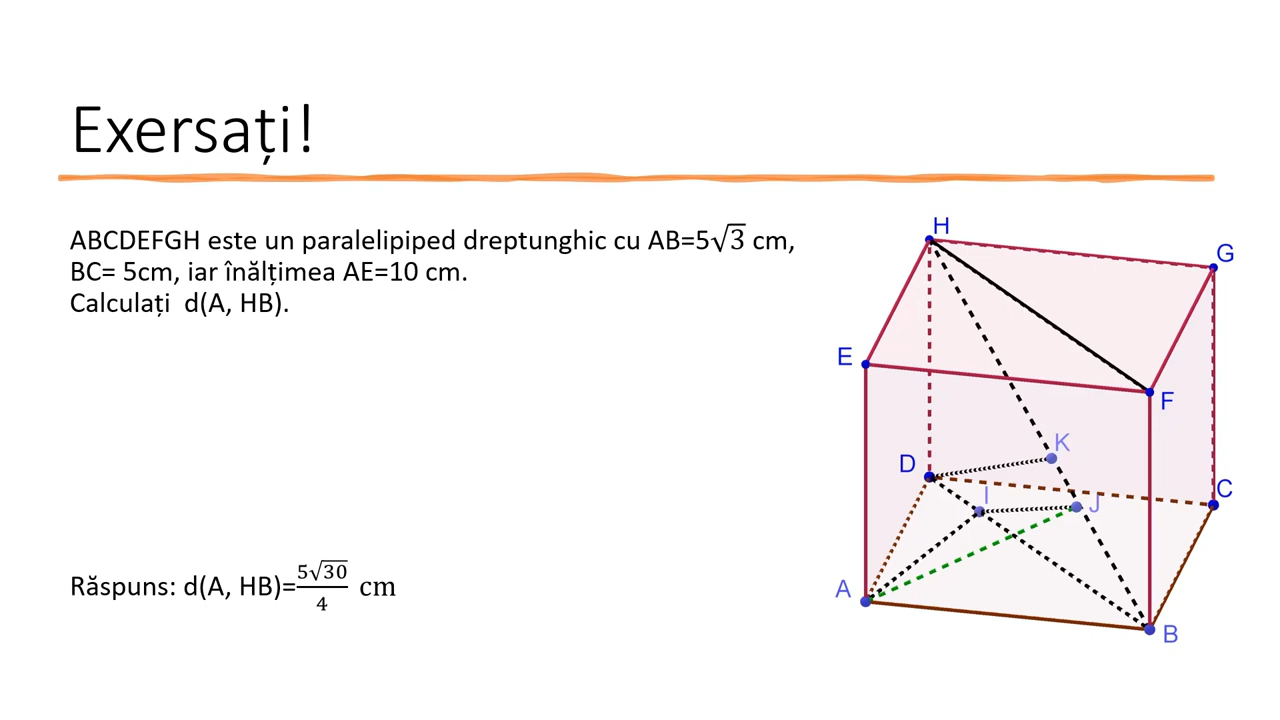 Exersați!
ABCDEFGH este un paralelipiped dreptunghic cu AB=5√3 cm,
BC= 5cm, iar înălțimea AE=10 cm.
Calculați d(A, HB).
Răspuns: d(A, HB)=5√30/4 cm
H
G
E
F
K
D
I
J
C
A
B